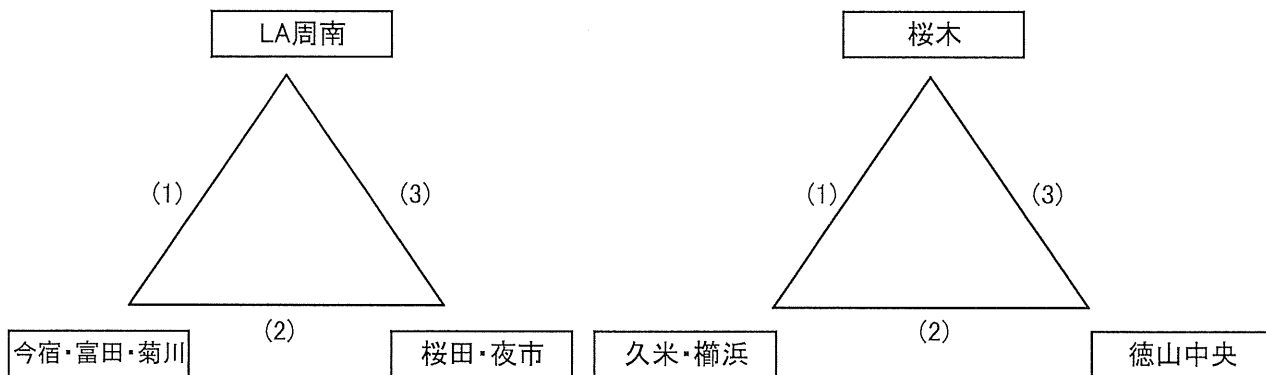 LA周南
桜木
(1)
(3)
(1)
(3)
(2)
(2)
今宿・富田・菊川
桜田・夜市
久米・櫛浜
徳山中央